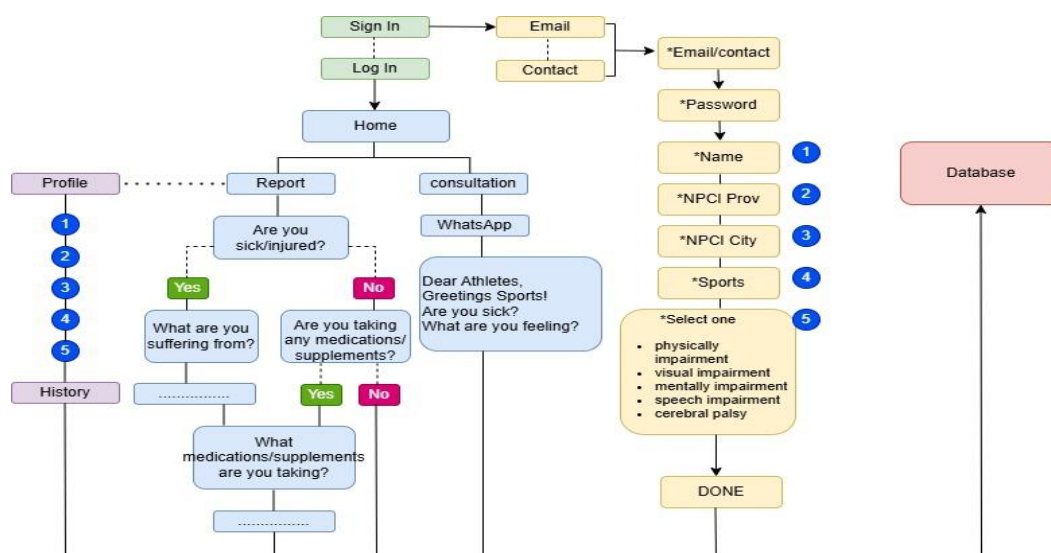 Sign In
Email
*Email/contact
Log In
Contact
*Password
Home
*Name
1
Database
Profile
Report
consultation
*NPCI Prov
2
1
Are you
sick/injured?
WhatsApp
*NPCI City
3
2
3
Yes
No
Dear Athletes,
Greetings Sports!
Are you sick?
What are you feeling?
*Sports
4
4
5
What are you
suffering from?
Are you taking
any medications/
supplements?
*Select one
5
• physically
impairment
• visual impairment
• mentally impairment
• speech impairment
• cerebral palsy
History
................
Yes
No
What
medications/supplements
are you taking?
DONE
................